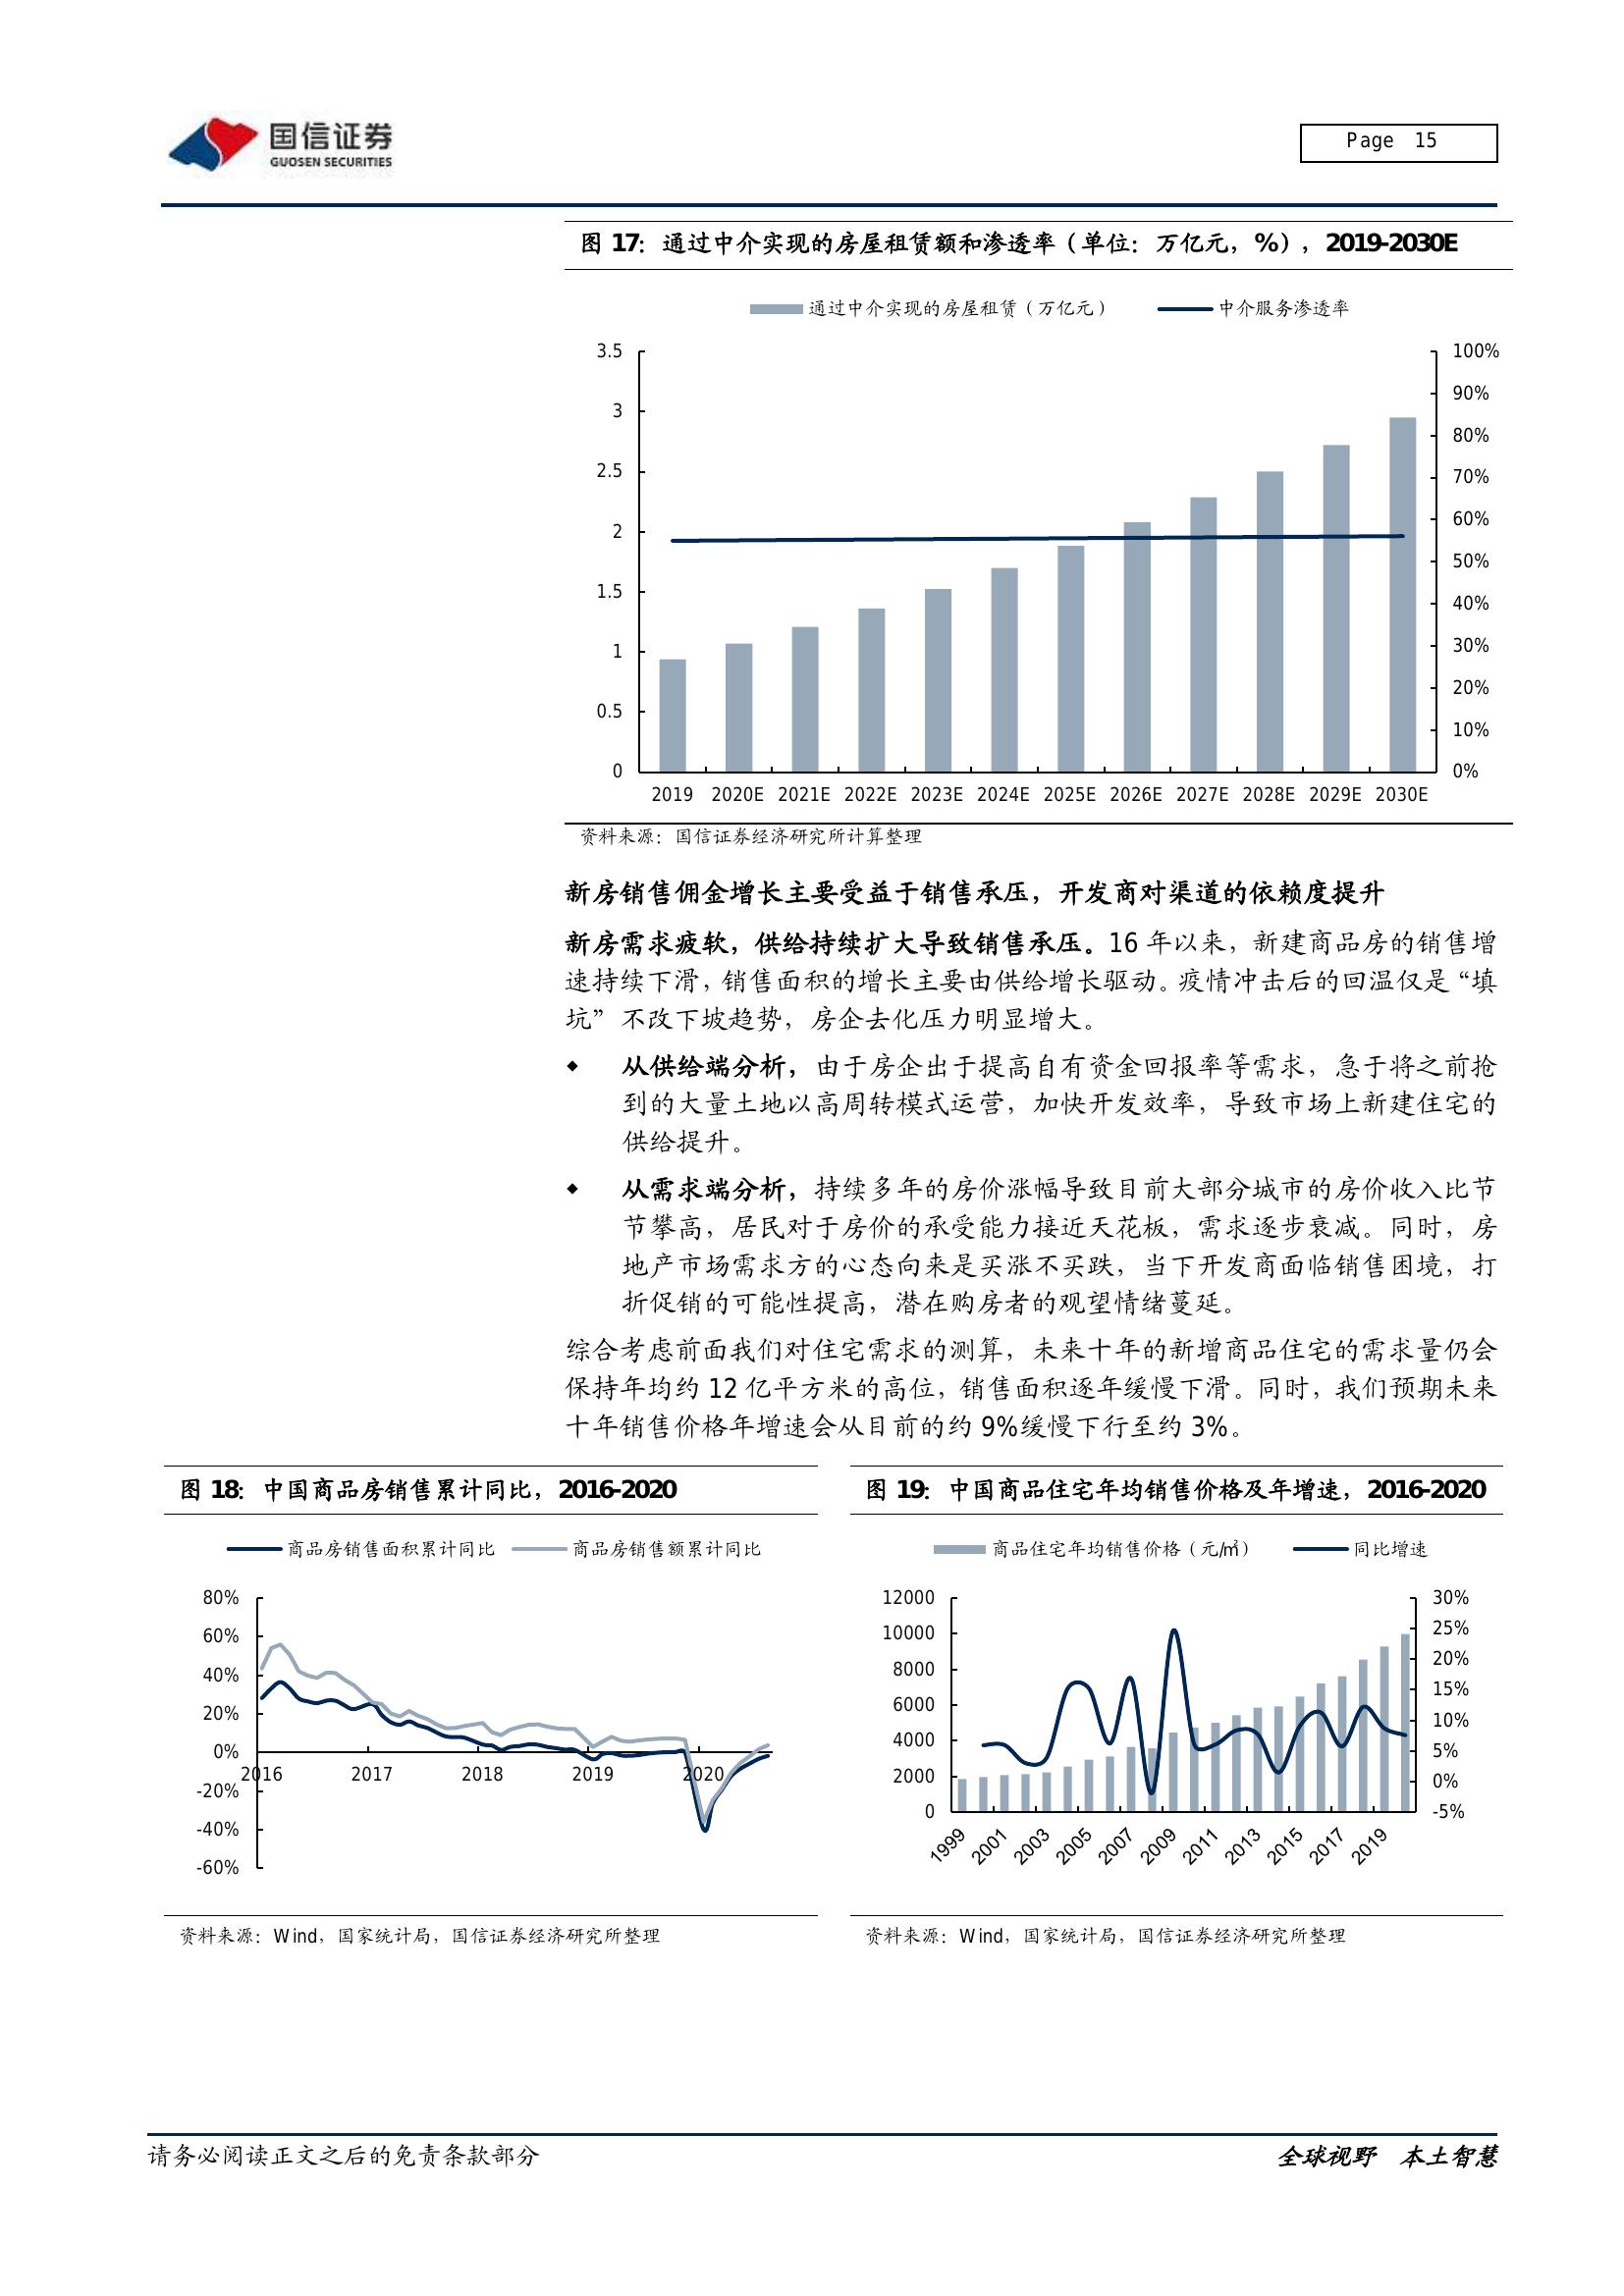 国信证券
GUOSEN SECURITIES
Page 15
图 17：通过中介实现的房屋租赁额和渗透率（单位：万亿元，%），2019-2030E
通过中介实现的房屋租赁（万亿元） 中介服务渗透率
3.5 100%
90%
3
80%
2.5
70%
60%
2
50%
1.5
40%
1
30%
20%
0.5
10%
0 0%
2019 2020E 2021E 2022E 2023E 2024E 2025E 2026E 2027E 2028E 2029E 2030E
资料来源：国信证券经济研究所计算整理
新房销售佣金增长主要受益于销售承压，开发商对渠道的依赖度提升
新房需求疲软，供给持续扩大导致销售承压。16 年以来，新建商品房的销售增
速持续下滑，销售面积的增长主要由供给增长驱动。疫情冲击后的回温仅是“填
坑”不改下坡趋势，房企去化压力明显增大。
◆ 从供给端分析，由于房企出于提高自有资金回报率等需求，急于将之前抢
到的大量土地以高周转模式运营，加快开发效率，导致市场上新建住宅的
供给提升。
◆ 从需求端分析，持续多年的房价涨幅导致目前大部分城市的房价收入比节
节攀高，居民对于房价的承受能力接近天花板，需求逐步衰减。同时，房
地产市场需求方的心态向来是买涨不买跌，当下开发商面临销售困境，打
折促销的可能性提高，潜在购房者的观望情绪蔓延。
综合考虑前面我们对住宅需求的测算，未来十年的新增商品住宅的需求量仍会
保持年均约 12 亿平方米的高位，销售面积逐年缓慢下滑。同时，我们预期未来
十年销售价格年增速会从目前的约 9%缓慢下行至约 3%。
图 18：中国商品房销售累计同比，2016-2020
商品房销售面积累计同比 商品房销售额累计同比
80%
60%
40%
20%
0%
2016 2017 2018 2019 2020
-20%
-40%
-60%
资料来源：Wind，国家统计局，国信证券经济研究所整理
图 19：中国商品住宅年均销售价格及年增速，2016-2020
商品住宅年均销售价格（元/㎡） 同比增速
12000 30%
10000 25%
20%
8000
15%
6000
10%
4000
5%
2000 0%
0 -5%
1999 2001 2003 2005 2007 2009 2011 2013 2015 2017 2019
资料来源：Wind，国家统计局，国信证券经济研究所整理
请务必阅读正文之后的免责条款部分
全球视野 本土智慧